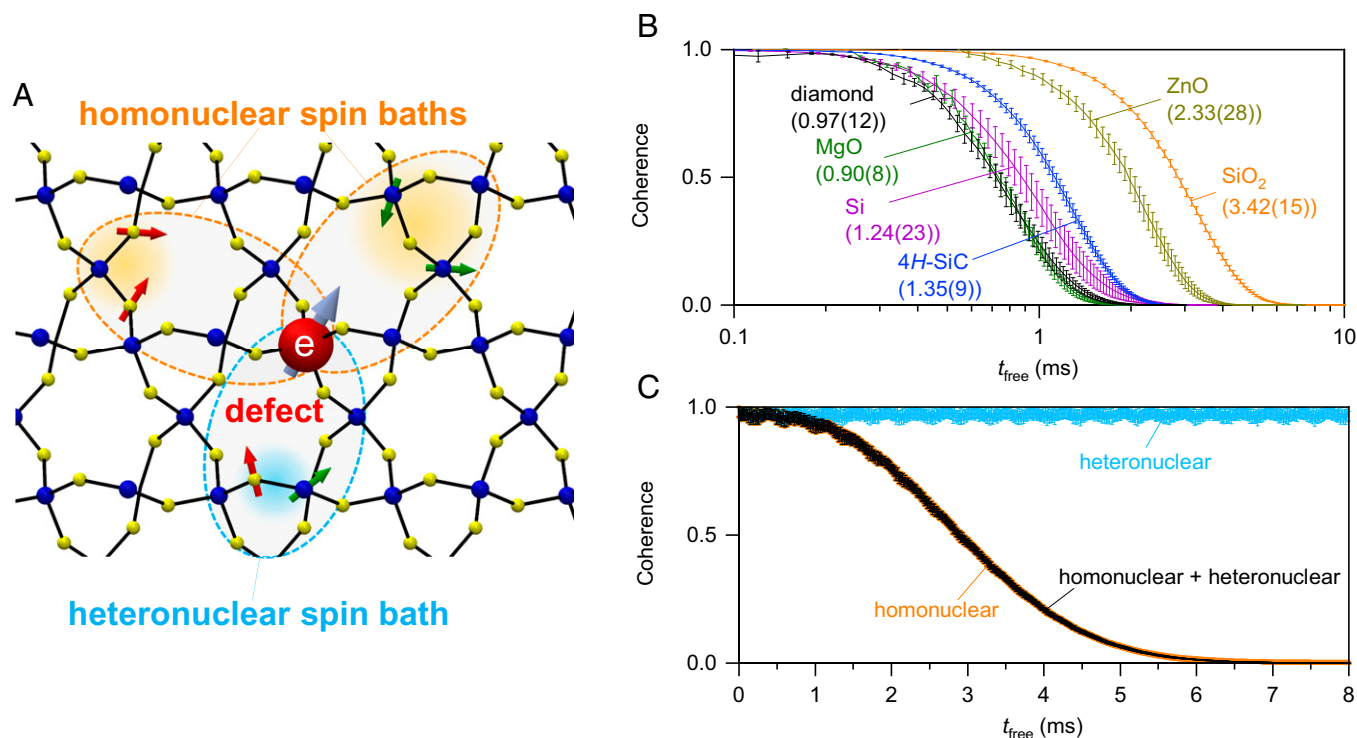 A
homonuclear spin baths
e
defect
heteronuclear spin bath
B
1.0
0.5
0.0
Coherence
diamond
(0.97(12))
MgO
(0.90(8))
Si
(1.24(23))
4H-SiC
(1.35(9))
ZnO
(2.33(28))
SiO₂
(3.42(15))
0.1
1
10
t_free (ms)
C
1.0
0.5
0.0
Coherence
heteronuclear
homonuclear + heteronuclear
homonuclear
0 1 2 3 4 5 6 7 8
t_free (ms)